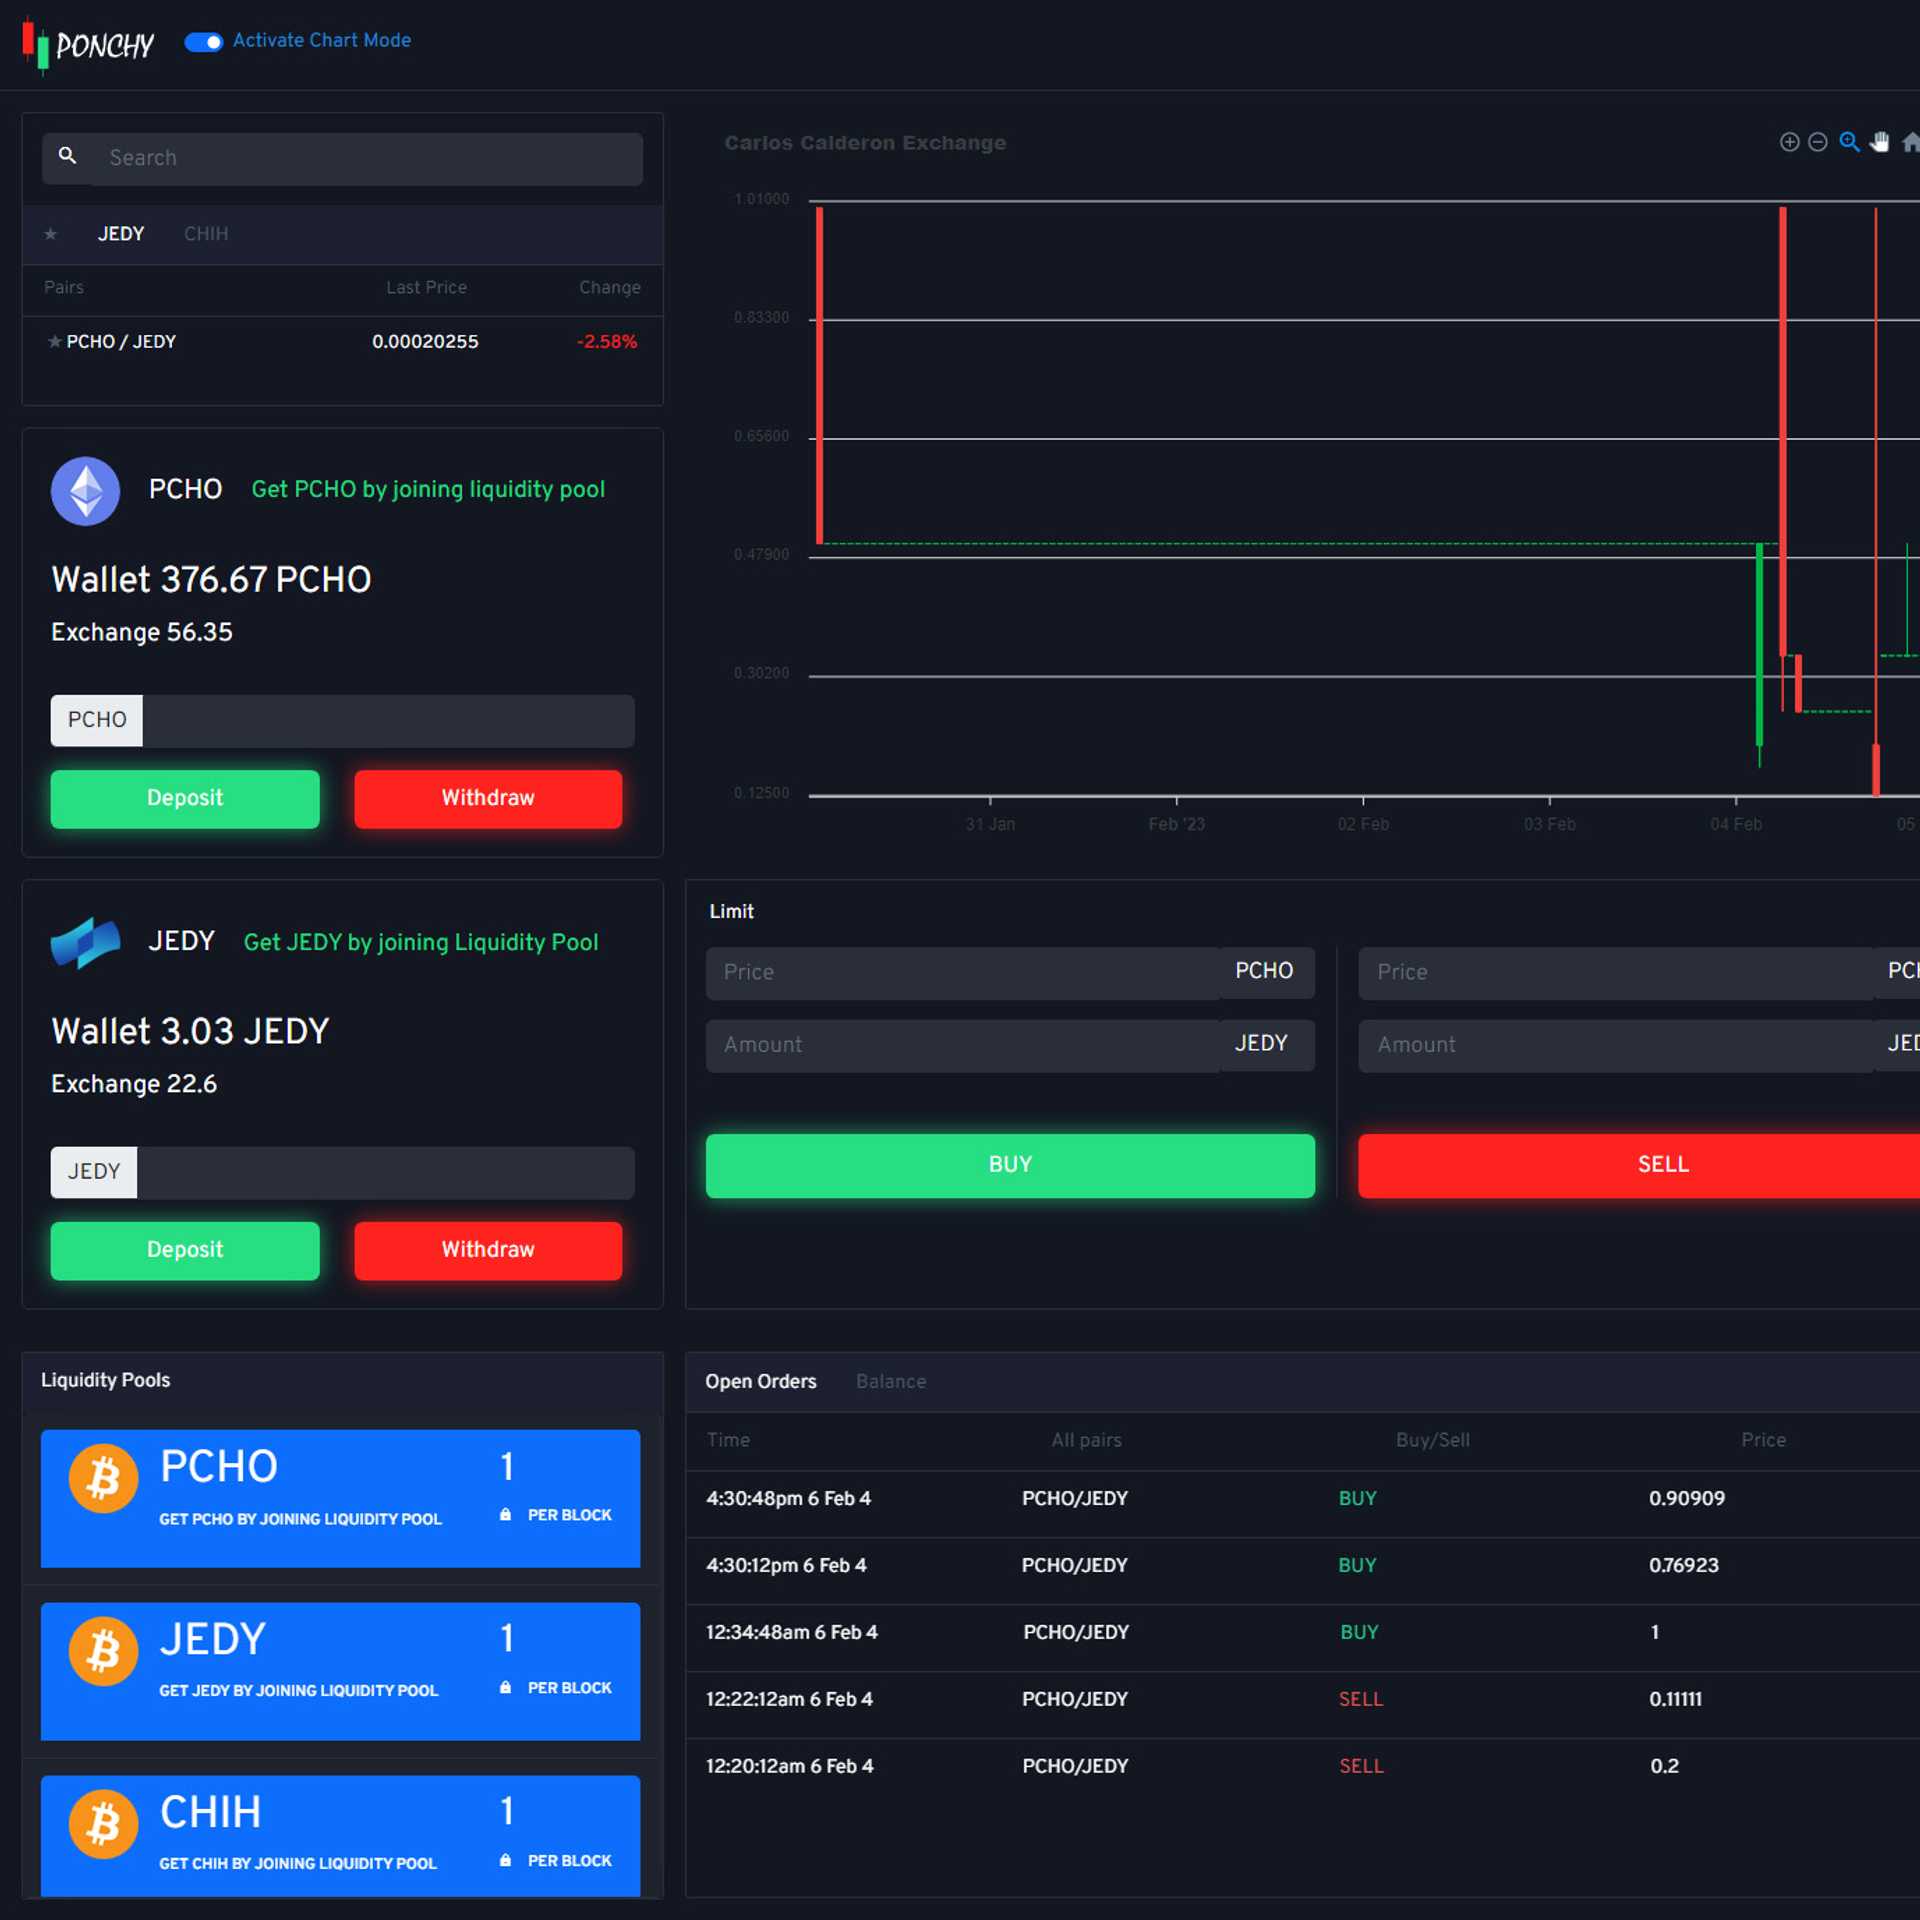 PONCHY
Activate Chart Mode
Search
JEDY CHIH
Pairs Last Price Change
PCHO / JEDY 0.00020255 -2.58%
PCHO Get PCHO by joining liquidity pool
Wallet 376.67 PCHO
Exchange 56.35
PCHO
Deposit Withdraw
JEDY Get JEDY by joining Liquidity Pool
Wallet 3.03 JEDY
Exchange 22.6
JEDY
Deposit Withdraw
Carlos Calderon Exchange
1.01000
0.83300
0.65600
0.47900
0.30200
0.12500
31 Jan Feb '23 02 Feb 03 Feb 04 Feb 05
Limit
Price PCHO
Amount JEDY
BUY
Price
Amount
SELL
Liquidity Pools
PCHO 1
GET PCHO BY JOINING LIQUIDITY POOL PER BLOCK
JEDY 1
GET JEDY BY JOINING LIQUIDITY POOL PER BLOCK
CHIH 1
GET CHIH BY JOINING LIQUIDITY POOL PER BLOCK
Open Orders Balance
Time All pairs Buy/Sell Price
4:30:48pm 6 Feb 4 PCHO/JEDY BUY 0.90909
4:30:12pm 6 Feb 4 PCHO/JEDY BUY 0.76923
12:34:48am 6 Feb 4 PCHO/JEDY BUY 1
12:22:12am 6 Feb 4 PCHO/JEDY SELL 0.11111
12:20:12am 6 Feb 4 PCHO/JEDY SELL 0.2